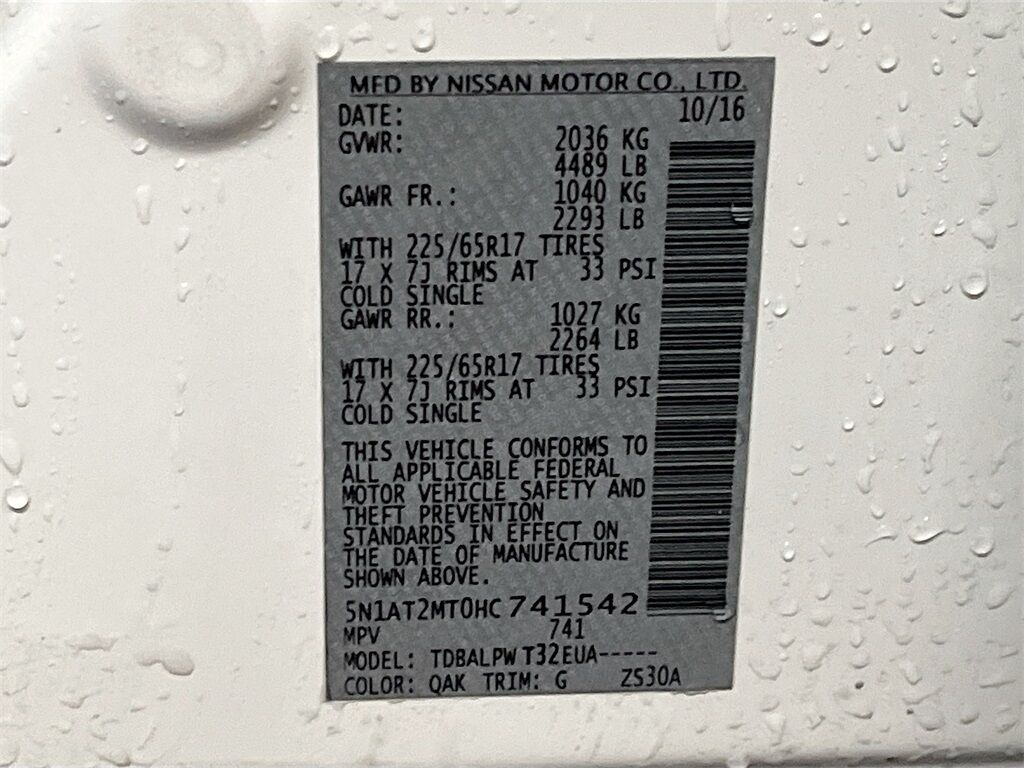 MFD BY NISSAN MOTOR CO., LTD.
DATE: 10/16
GVWR: 2036 KG
4489 LB
GAWR FR.: 1040 KG
2293 LB
WITH 225/65R17 TIRES
17 X 7J RIMS AT 33 PSI
COLD SINGLE
GAWR RR.: 1027 KG
2264 LB
WITH 225/65R17 TIRES
17 X 7J RIMS AT 33 PSI
COLD SINGLE
THIS VEHICLE CONFORMS TO
ALL APPLICABLE FEDERAL
MOTOR VEHICLE SAFETY AND
THEFT PREVENTION
STANDARDS IN EFFECT ON
THE DATE OF MANUFACTURE
SHOWN ABOVE.
5N1AT2MT0HC741542
MPV 741
MODEL: TDBALPW T32EUA-----
COLOR: QAK TRIM: G ZS30A